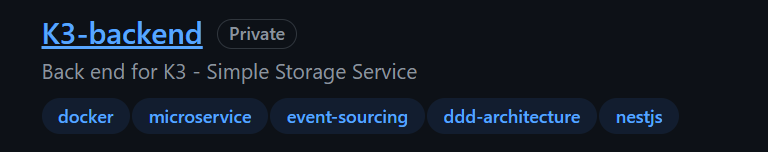 K3-backend Private
Back end for K3 - Simple Storage Service
docker microservice event-sourcing ddd-architecture nestjs